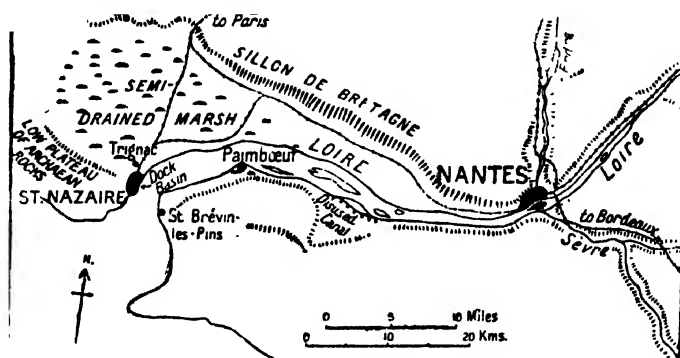 to Paris
SILLON DE BRETAGNE
SEMI-
DRAINED MARSH
LOW PLATEAU
OF ARCHAEAN
ROCKS
Trignac
Dock
Basin
ST. NAZAIRE
LOIRE
Paimbœuf
NANTES
Loire
St. Brévin-
les-Pins
Disused
Canal
to Bordeaux
Sèvre
N.
0 5 10 Miles
0 10 20 Kms.